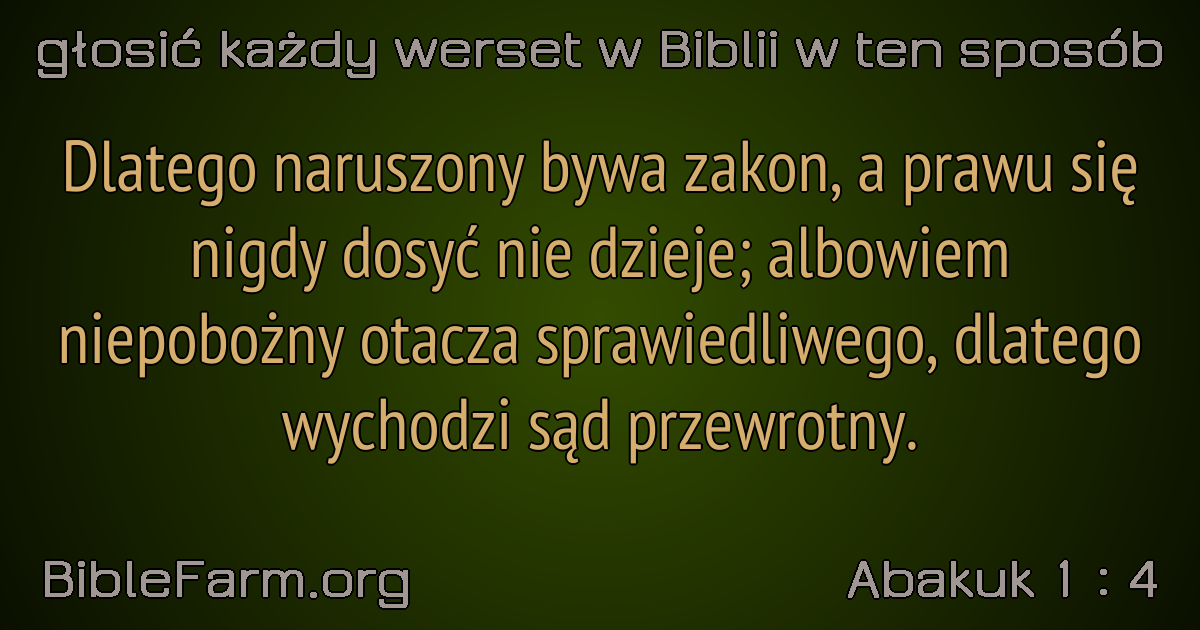 głosić każdy werset w Biblii w ten sposób
Dlatego naruszony bywa zakon, a prawu się
nigdy dosyć nie dzieje; albowiem
niepobożny otacza sprawiedliwego, dlatego
wychodzi sąd przewrotny.
BibleFarm.org
Abakuk 1 : 4